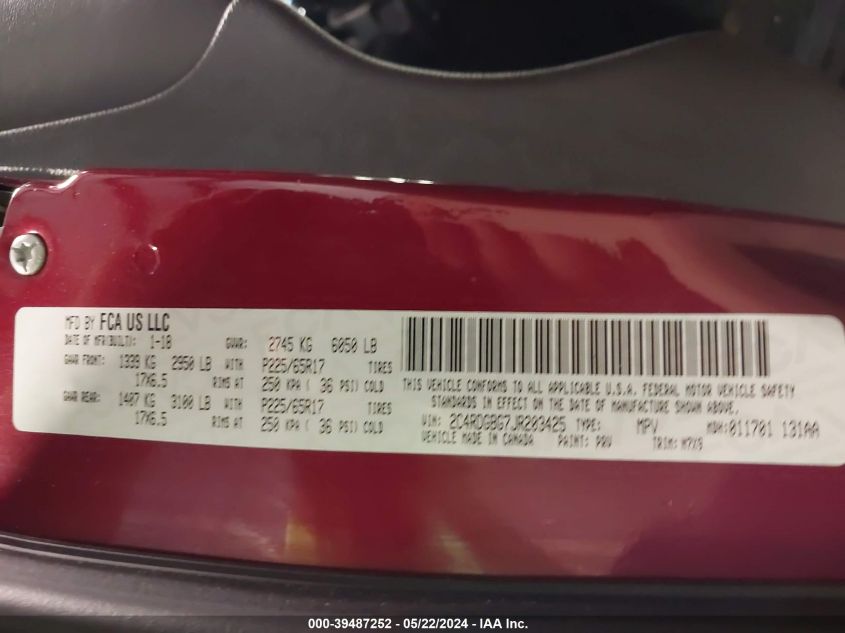 MFD BY FCA US LLC
DATE OF MFR(BUILT): 1-18 GVWR: 2745 KG 6050 LB
GAWR FRONT: 1339 KG 2950 LB WITH P225/65R17 TIRES
17X6.5 RIMS AT 250 KPA ( 36 PSI) COLD
GAWR REAR: 1407 KG 3100 LB WITH P225/65R17 TIRES
17X6.5 RIMS AT 250 KPA ( 36 PSI) COLD
THIS VEHICLE CONFORMS TO ALL APPLICABLE U.S.A. FEDERAL MOTOR VEHICLE SAFETY
STANDARDS IN EFFECT ON THE DATE OF MANUFACTURE SHOWN ABOVE.
VIN: 2C4RDGBG7JR203425 TYPE: MPV MDH:011701 131AA
VEHICLE MADE IN CANADA PAINT: PRV TRIM: M7X9
000-39487252 - 05/22/2024 - IAA Inc.